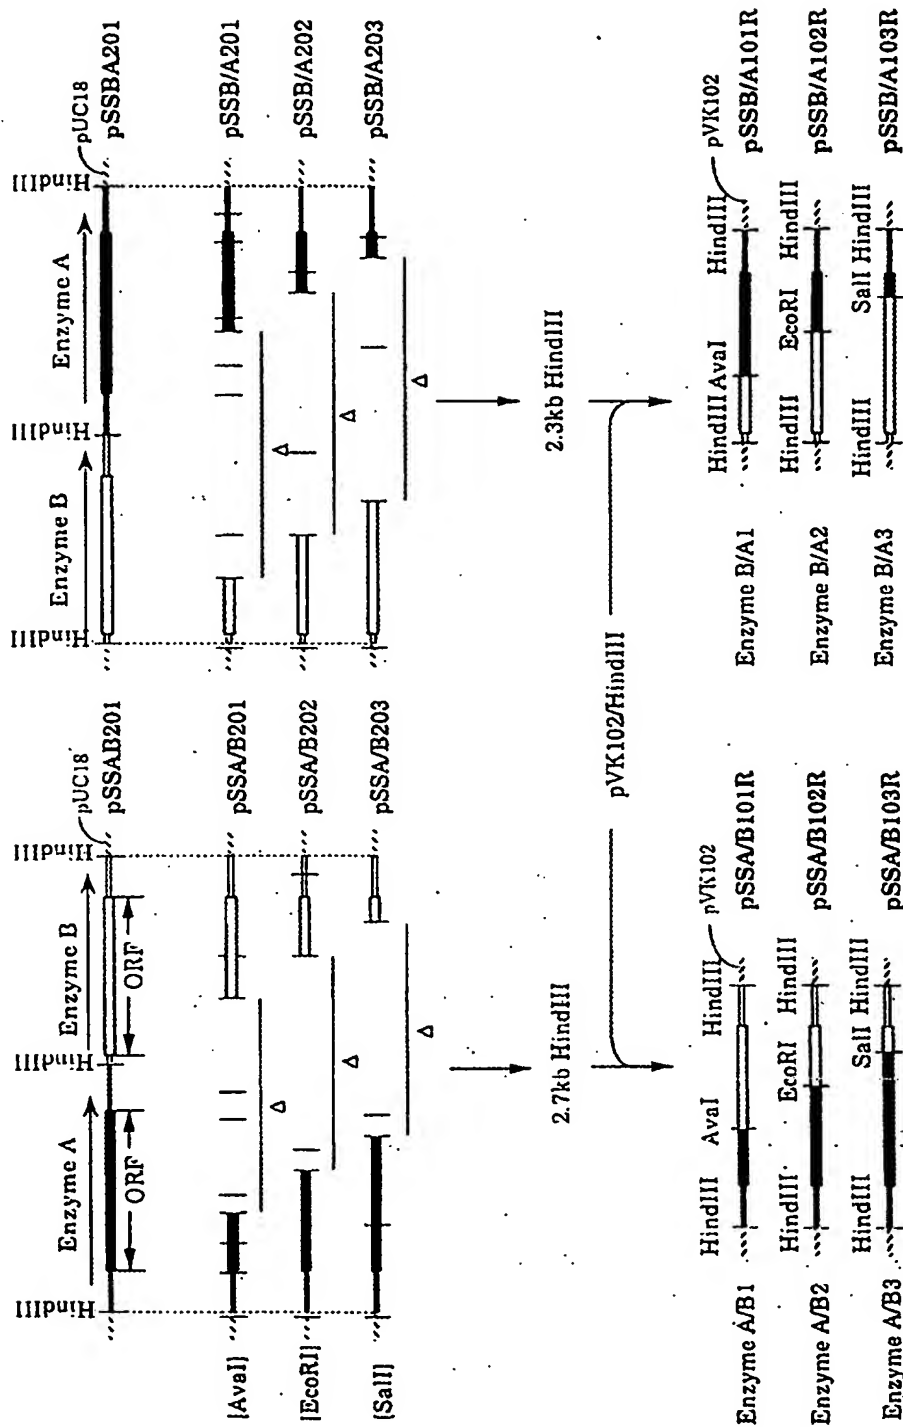 HindIII
Enzyme A
HindIII
Enzyme B
HindIII
pUC18
pSSAB201
ORF
ORF
[AvaI]
pSSA/B201
Δ
[EcoRI]
pSSA/B202
Δ
[SalI]
pSSA/B203
Δ
2.7kb HindIII
HindIII
Enzyme B
HindIII
Enzyme A
HindIII
pUC18
pSSBA201
pSSB/A201
Δ
pSSB/A202
Δ
pSSB/A203
Δ
2.3kb HindIII
pVK102/HindIII
Enzyme A/B1
HindIII
AvaI
HindIII
pVK102
pSSA/B101R
Enzyme A/B2
HindIII
EcoRI
HindIII
pSSA/B102R
Enzyme A/B3
HindIII
SalI
HindIII
pSSA/B103R
Enzyme B/A1
HindIII
AvaI
HindIII
pVK102
pSSB/A101R
Enzyme B/A2
HindIII
EcoRI
HindIII
pSSB/A102R
Enzyme B/A3
HindIII
SalI
HindIII
pSSB/A103R